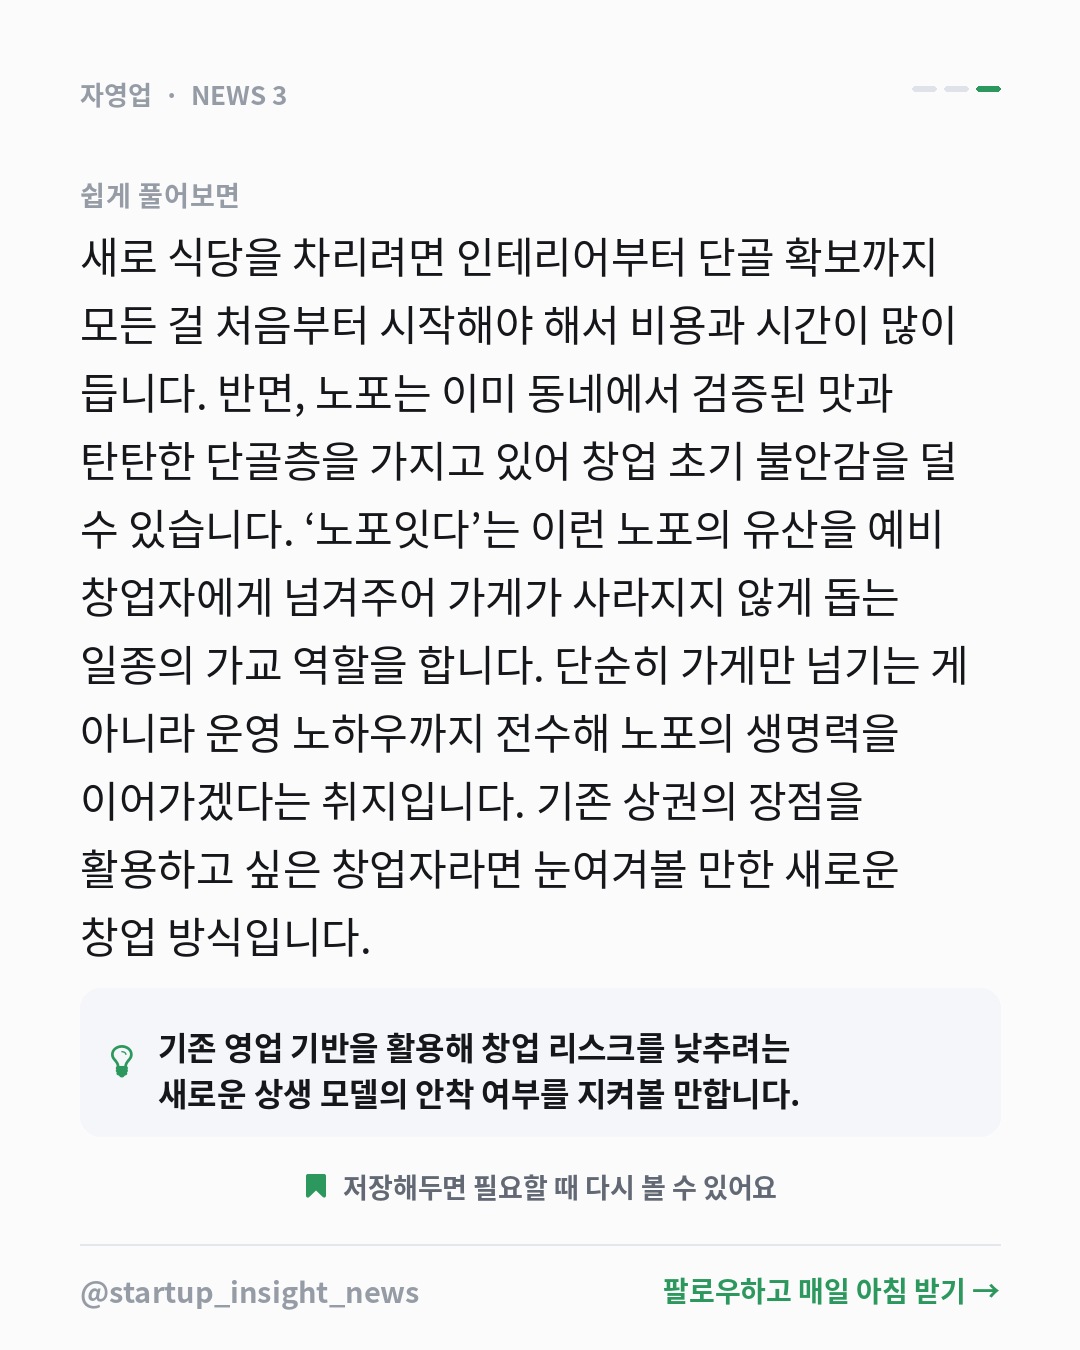 자영업 · NEWS 3
쉽게 풀어보면
새로 식당을 차리려면 인테리어부터 단골 확보까지
모든 걸 처음부터 시작해야 해서 비용과 시간이 많이
듭니다. 반면, 노포는 이미 동네에서 검증된 맛과
탄탄한 단골층을 가지고 있어 창업 초기 불안감을 덜
수 있습니다. ‘노포잇다’는 이런 노포의 유산을 예비
창업자에게 넘겨주어 가게가 사라지지 않게 돕는
일종의 가교 역할을 합니다. 단순히 가게만 넘기는 게
아니라 운영 노하우까지 전수해 노포의 생명력을
이어가겠다는 취지입니다. 기존 상권의 장점을
활용하고 싶은 창업자라면 눈여겨볼 만한 새로운
창업 방식입니다.
기존 영업 기반을 활용해 창업 리스크를 낮추려는
새로운 상생 모델의 안착 여부를 지켜볼 만합니다.
저장해두면 필요할 때 다시 볼 수 있어요
@startup_insight_news
팔로우하고 매일 아침 받기 →